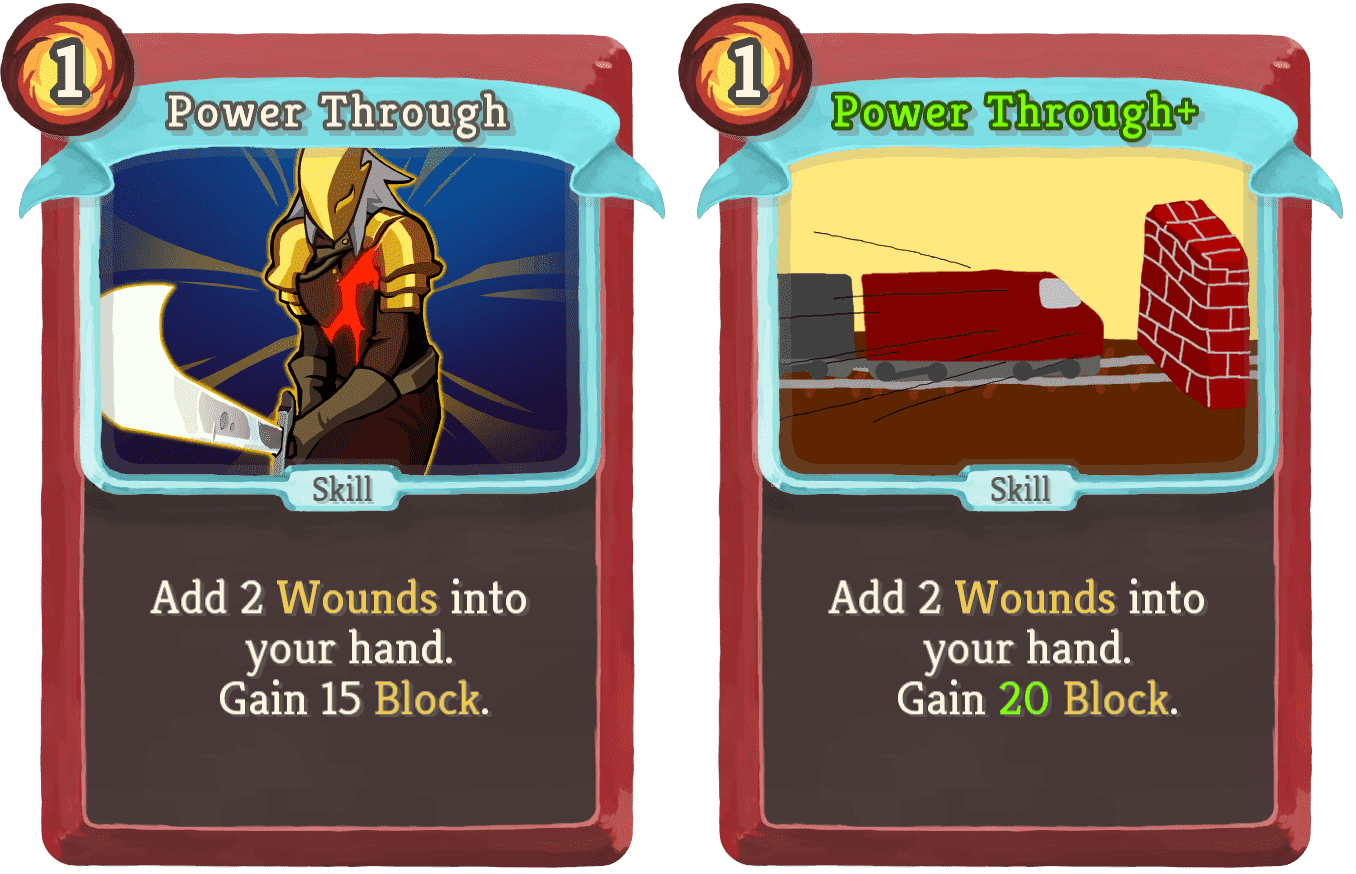 1
Power Through
Skill
Add 2 Wounds into
your hand.
Gain 15 Block.
1
Power Through+
Skill
Add 2 Wounds into
your hand.
Gain 20 Block.